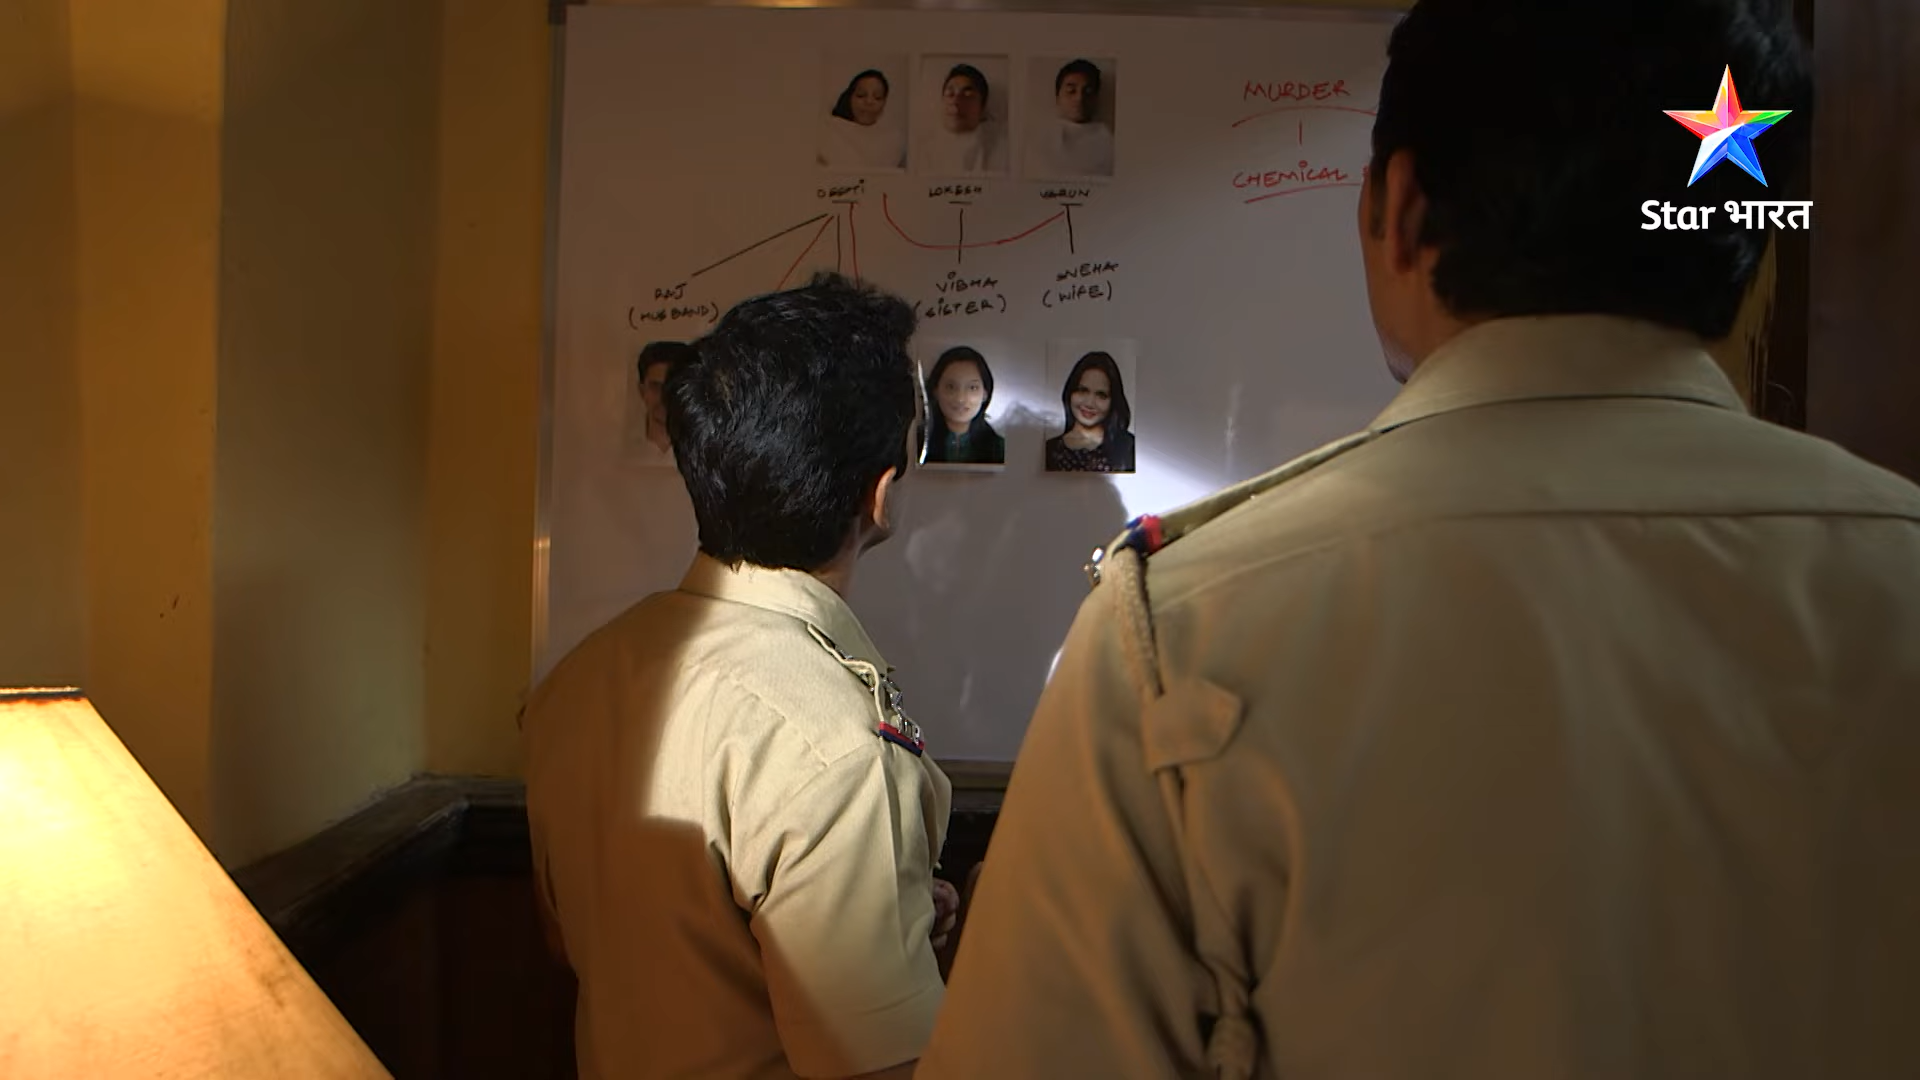 MURDER
CHEMICAL
Star भारत
DEEPTI LOKESH VARUN
RAJ
(HUSBAND)
VIBHA
(SISTER)
SNEHA
(WIFE)